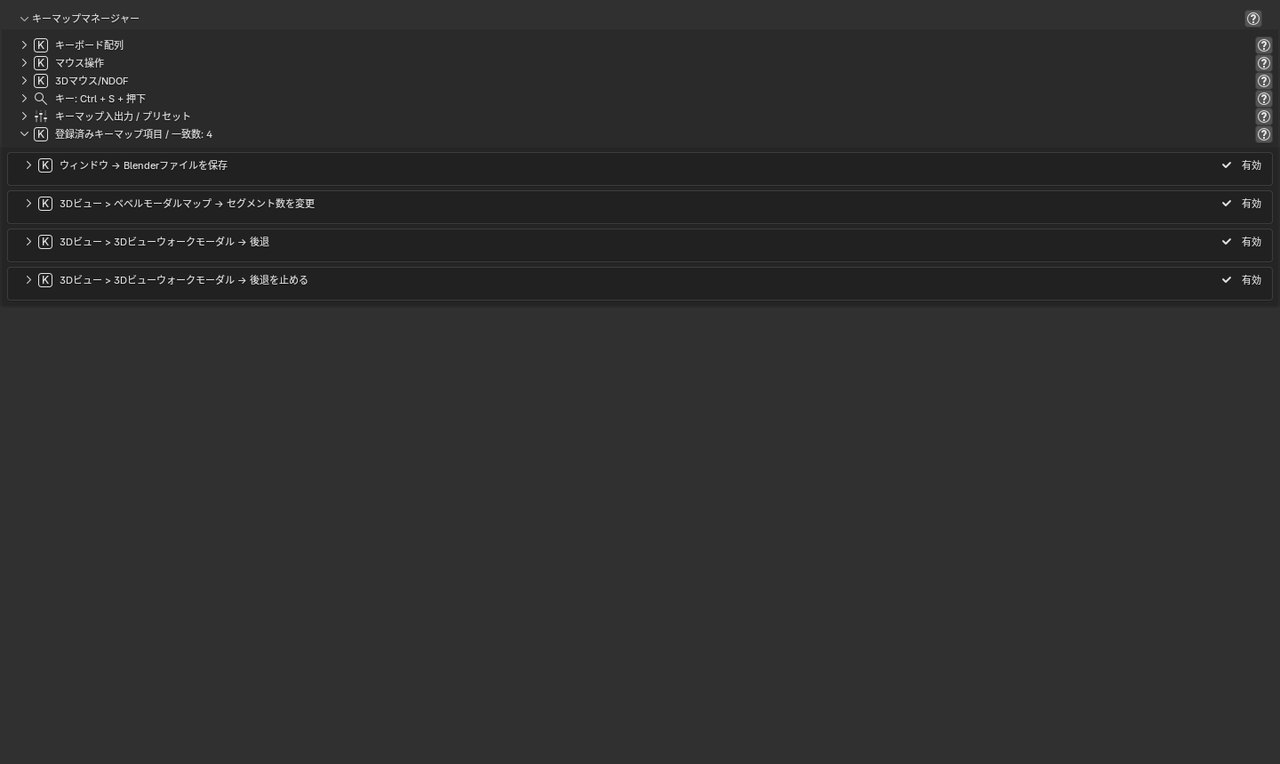 キーマップマネージャー
K キーボード配列
K マウス操作
K 3Dマウス/NDOF
キー: Ctrl + S + 押下
キーマップ入出力 / プリセット
K 登録済みキーマップ項目 / 一致数: 4
K ウィンドウ → Blenderファイルを保存 有効
K 3Dビュー > ベベルモーダルマップ → セグメント数を変更 有効
K 3Dビュー > 3Dビューウォークモーダル → 後退 有効
K 3Dビュー > 3Dビューウォークモーダル → 後退を止める 有効